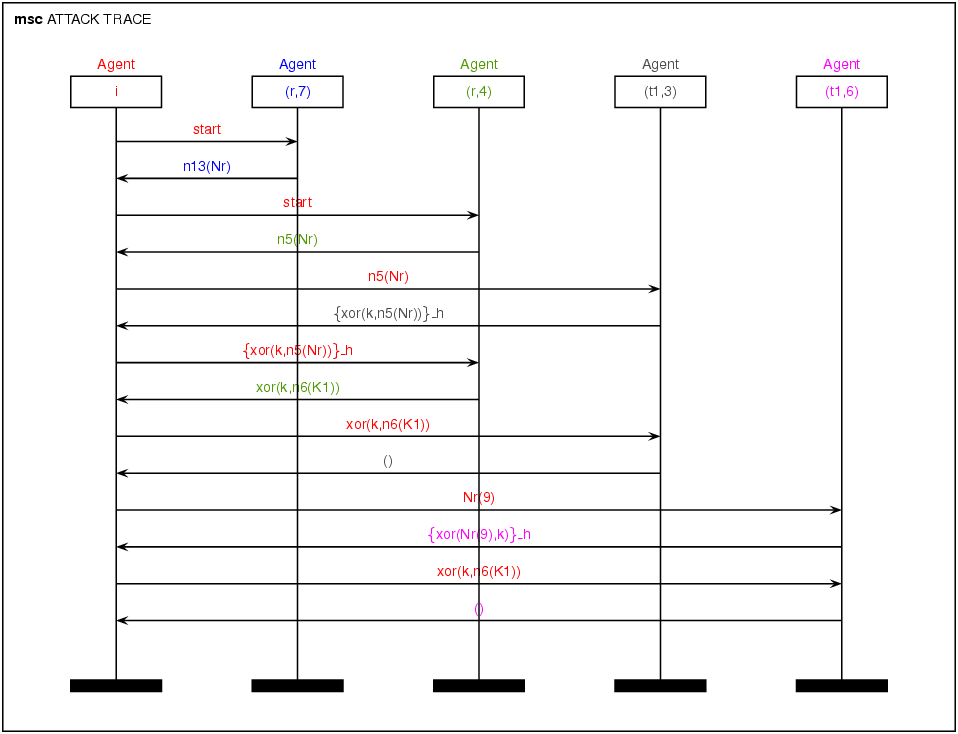 msc ATTACK TRACE
Agent Agent Agent Agent Agent
i (r,7) (r,4) (t1,3) (t1,6)
start
n13(Nr)
start
n5(Nr)
n5(Nr)
{xor(k,n5(Nr))}_h
{xor(k,n5(Nr))}_h
xor(k,n6(K1))
xor(k,n6(K1))
()
Nr(9)
{xor(Nr(9),k)}_h
xor(k,n6(K1))
()